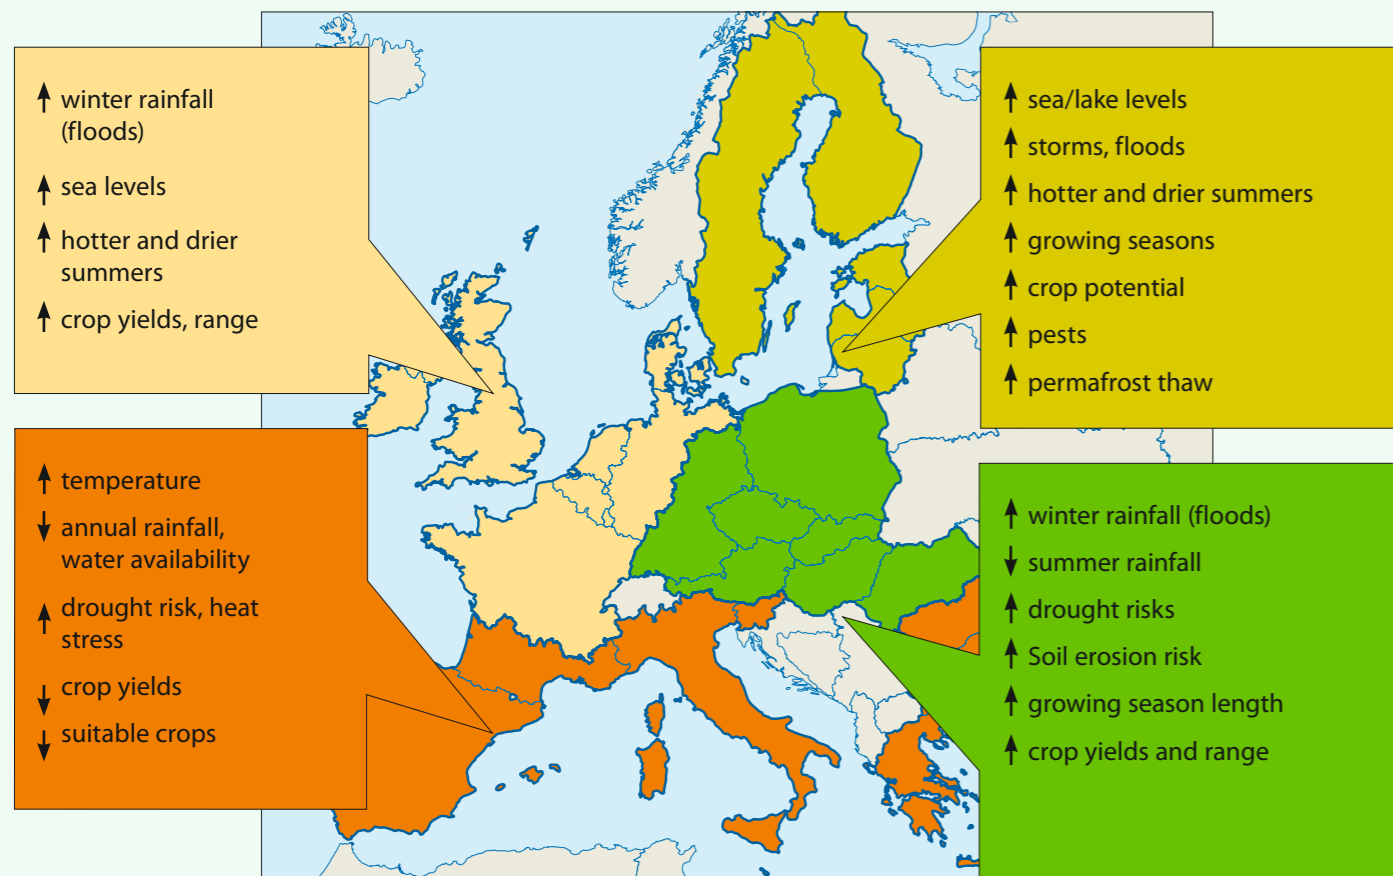 ↑ winter rainfall
(floods)
↑ sea levels
↑ hotter and drier
summers
↑ crop yields, range
↑ sea/lake levels
↑ storms, floods
↑ hotter and drier summers
↑ growing seasons
↑ crop potential
↑ pests
↑ permafrost thaw
↑ temperature
↓ annual rainfall,
water availability
↑ drought risk, heat
stress
↓ crop yields
↓ suitable crops
↑ winter rainfall (floods)
↓ summer rainfall
↑ drought risks
↑ Soil erosion risk
↑ growing season length
↑ crop yields and range